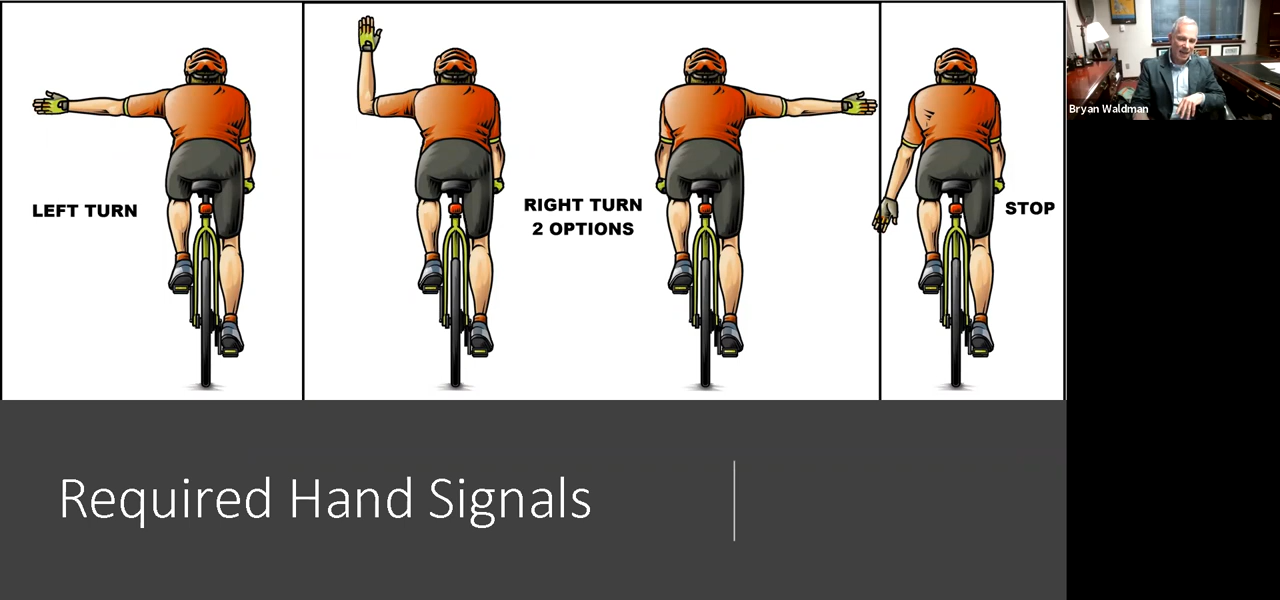 LEFT TURN
RIGHT TURN
2 OPTIONS
STOP
Bryan Waldman
Required Hand Signals